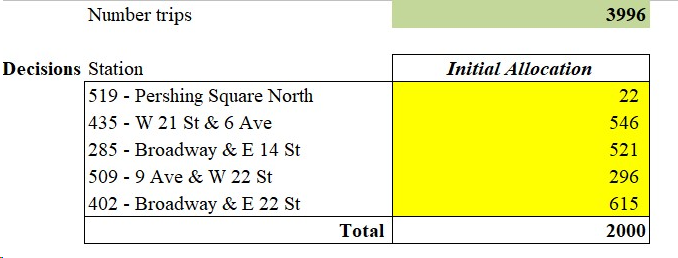 Number trips 3996
Decisions Station Initial Allocation
519 - Pershing Square North 22
435 - W 21 St & 6 Ave 546
285 - Broadway & E 14 St 521
509 - 9 Ave & W 22 St 296
402 - Broadway & E 22 St 615
Total 2000